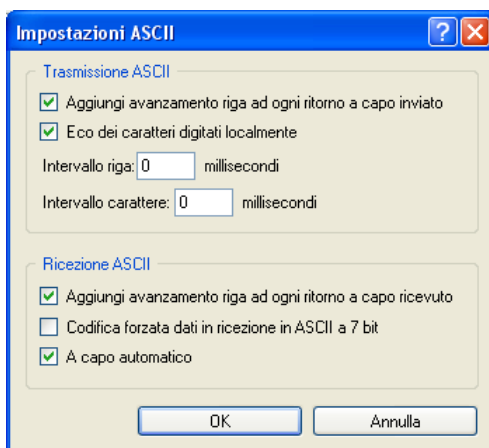 Impostazioni ASCII
Trasmissione ASCII
Aggiungi avanzamento riga ad ogni ritorno a capo inviato
Eco dei caratteri digitati localmente
Intervallo riga: 0 millisecondi
Intervallo carattere: 0 millisecondi
Ricezione ASCII
Aggiungi avanzamento riga ad ogni ritorno a capo ricevuto
Codifica forzata dati in ricezione in ASCII a 7 bit
A capo automatico
OK Annulla